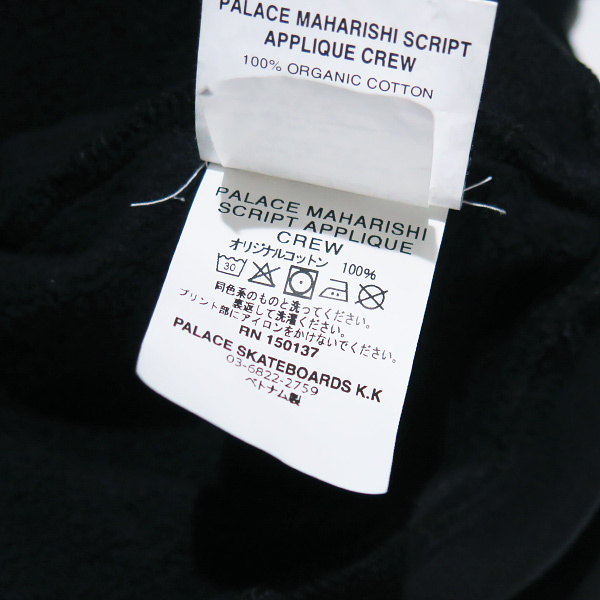 PALACE MAHARISHI SCRIPT
APPLIQUE CREW
100% ORGANIC COTTON
PALACE MAHARISHI
SCRIPT APPLIQUE
CREW
オリジナルコットン 100%
30
同色系のものと洗ってください。
裏返して洗濯ください。
プリント部にアイロンをかけないでください。
RN 150137
PALACE SKATEBOARDS K.K
03-6822-2759
ベトナム製